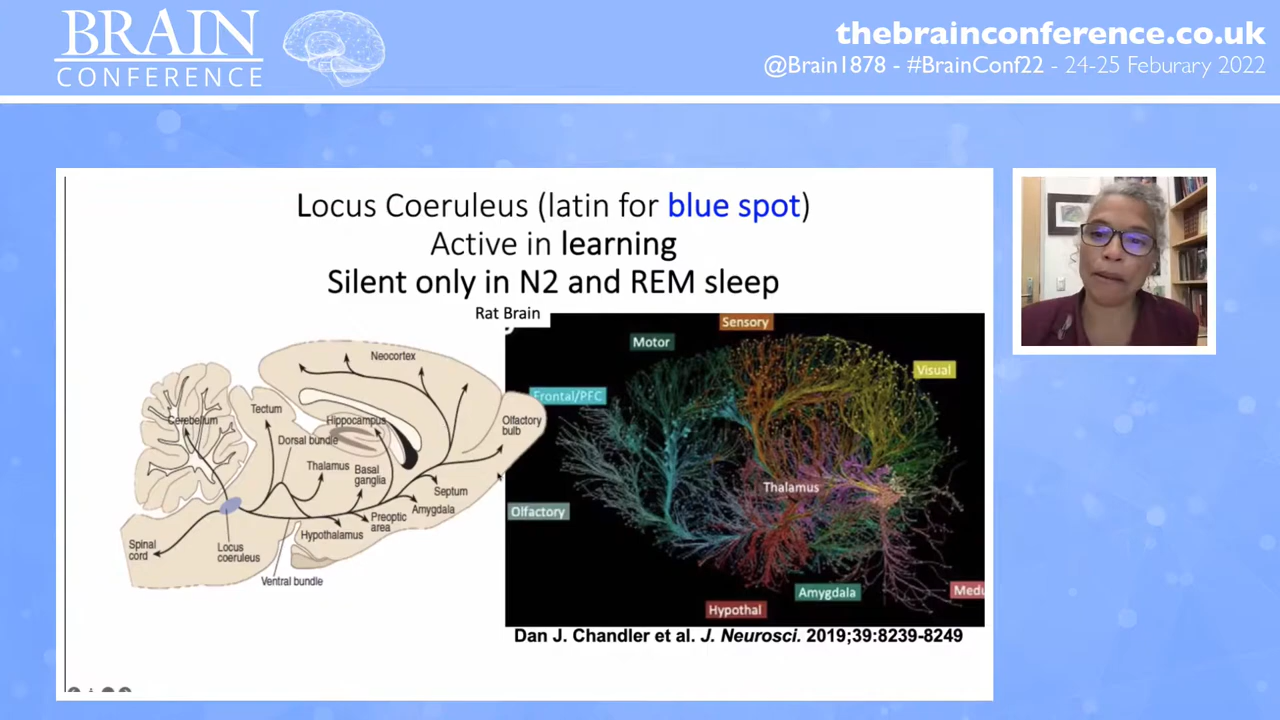 BRAIN
CONFERENCE
thebrainconference.co.uk
@Brain1878 - #BrainConf22 - 24-25 Feburary 2022
Locus Coeruleus (latin for blue spot)
Active in learning
Silent only in N2 and REM sleep
Rat Brain
Neocortex
Tectum
Cerebellum
Hippocampus
Olfactory
bulb
Dorsal bundle
Thalamus
Basal
ganglia
Septum
Amygdala
Preoptic
area
Hypothalamus
Spinal
cord
Locus
coeruleus
Ventral bundle
Sensory
Motor
Visual
Frontal/PFC
Thalamus
Olfactory
Amygdala
Medu
Hypothal
Dan J. Chandler et al. J. Neurosci. 2019;39:8239-8249